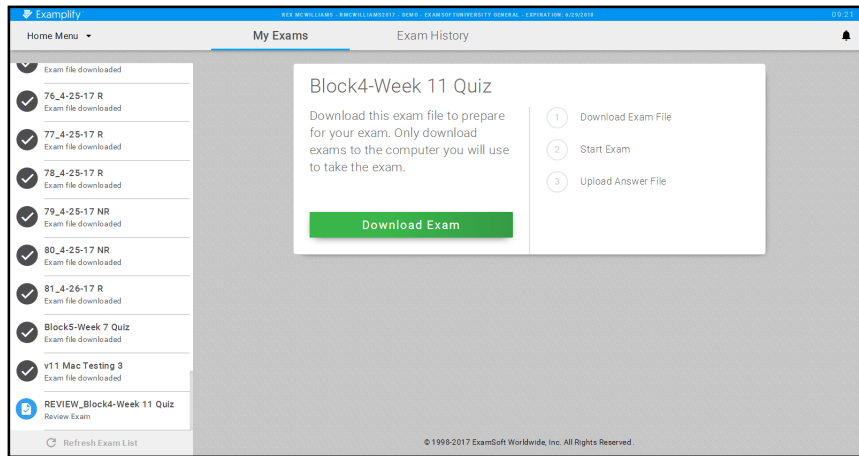 Examplify
REX MCWILLIAMS - RMCWILLIAMS2017 - DEMO - EXAMSOFTUNIVERSITY GENERAL - EXPIRATION: 6/29/2018
09:21
Home Menu
My Exams
Exam History
Exam file downloaded
76_4-25-17 R
Exam file downloaded
77_4-25-17 R
Exam file downloaded
78_4-25-17 R
Exam file downloaded
79_4-25-17 NR
Exam file downloaded
80_4-25-17 NR
Exam file downloaded
81_4-26-17 R
Exam file downloaded
Block5-Week 7 Quiz
Exam file downloaded
v11 Mac Testing 3
Exam file downloaded
REVIEW_Block4-Week 11 Quiz
Review Exam
Refresh Exam List
Block4-Week 11 Quiz
Download this exam file to prepare
for your exam. Only download
exams to the computer you will use
to take the exam.
Download Exam
1 Download Exam File
2 Start Exam
3 Upload Answer File
© 1998-2017 ExamSoft Worldwide, Inc. All Rights Reserved.